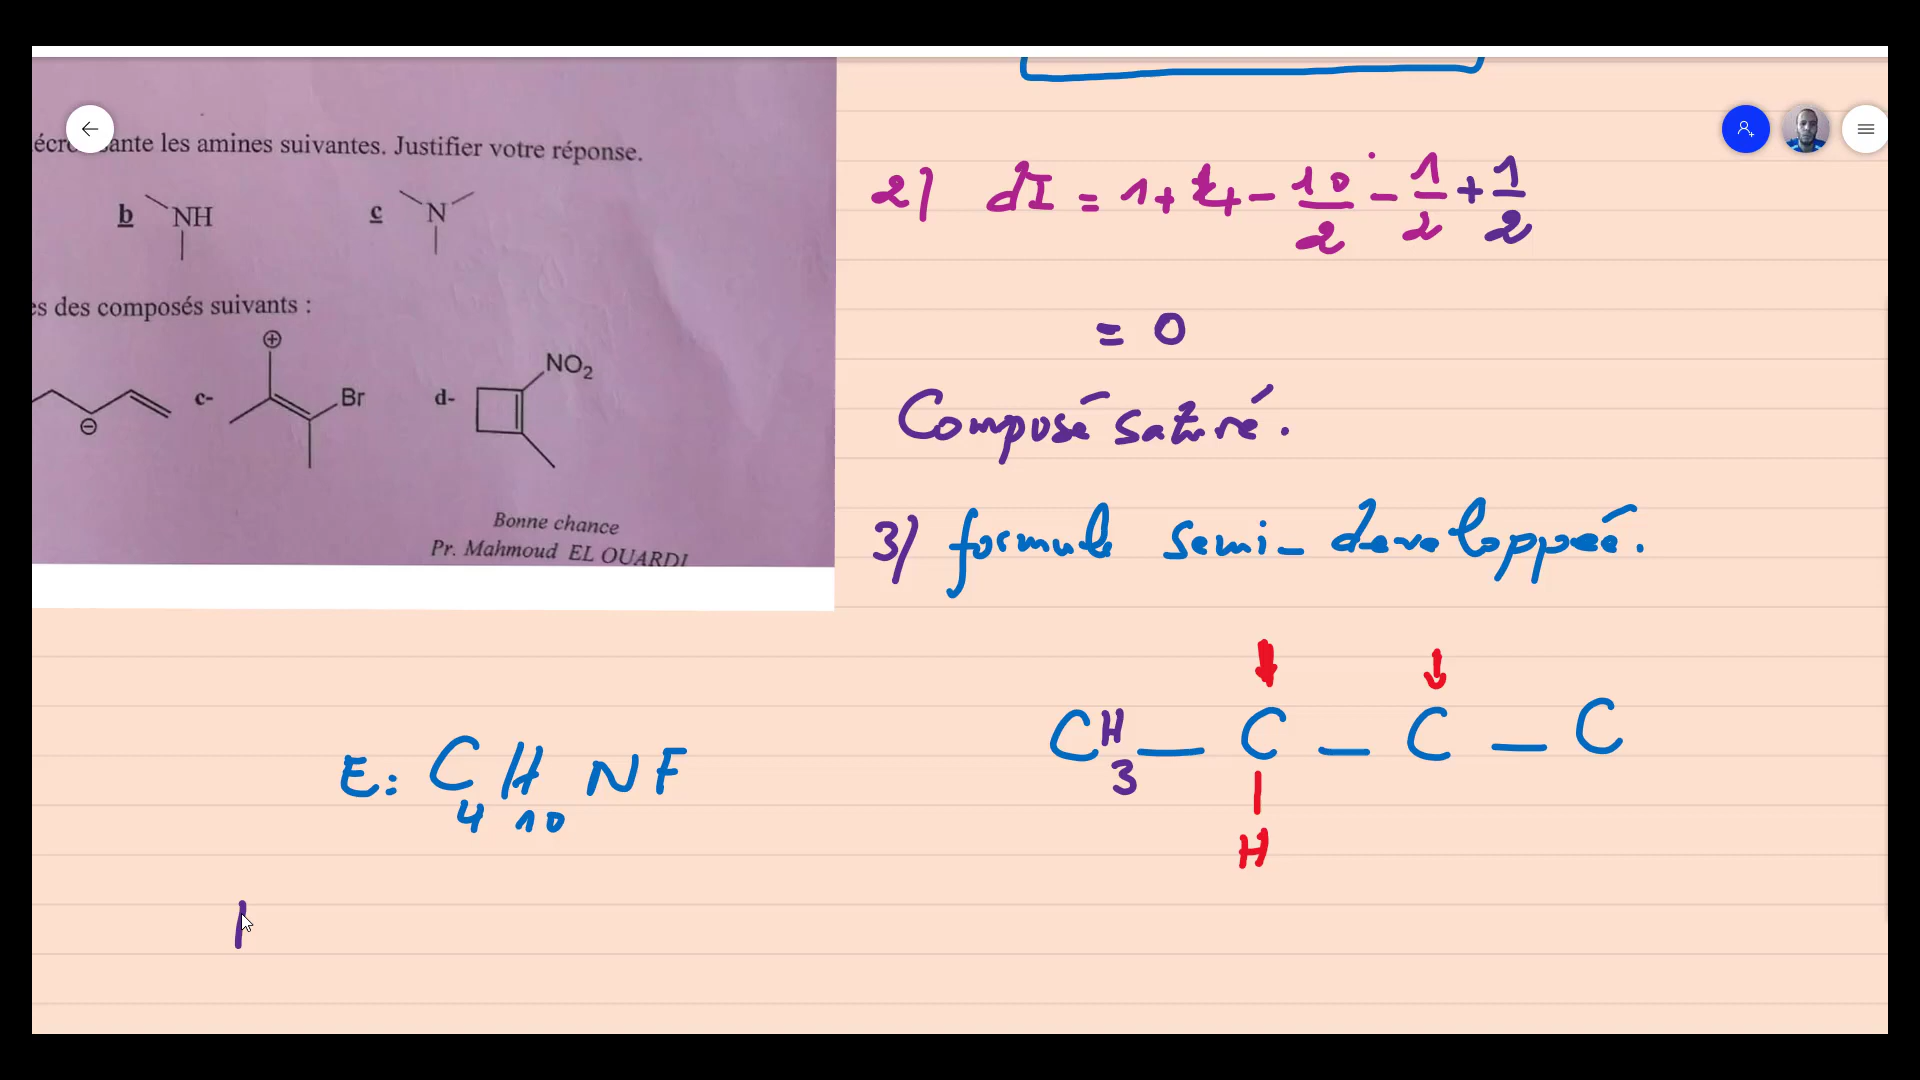 ante les amines suivantes. Justifier votre réponse.
b NH c N
es des composés suivants :
⊕
⊖ c- Br d- NO₂
Bonne chance
Pr. Mahmoud EL OUARDI
2) dI = 1 + 4 - 10/2 - 1/2 + 1/2
= 0
Composé saturé.
3) formule semi-developpée.
CH₃ — C — C — C
H
E: C₄H₁₀NF